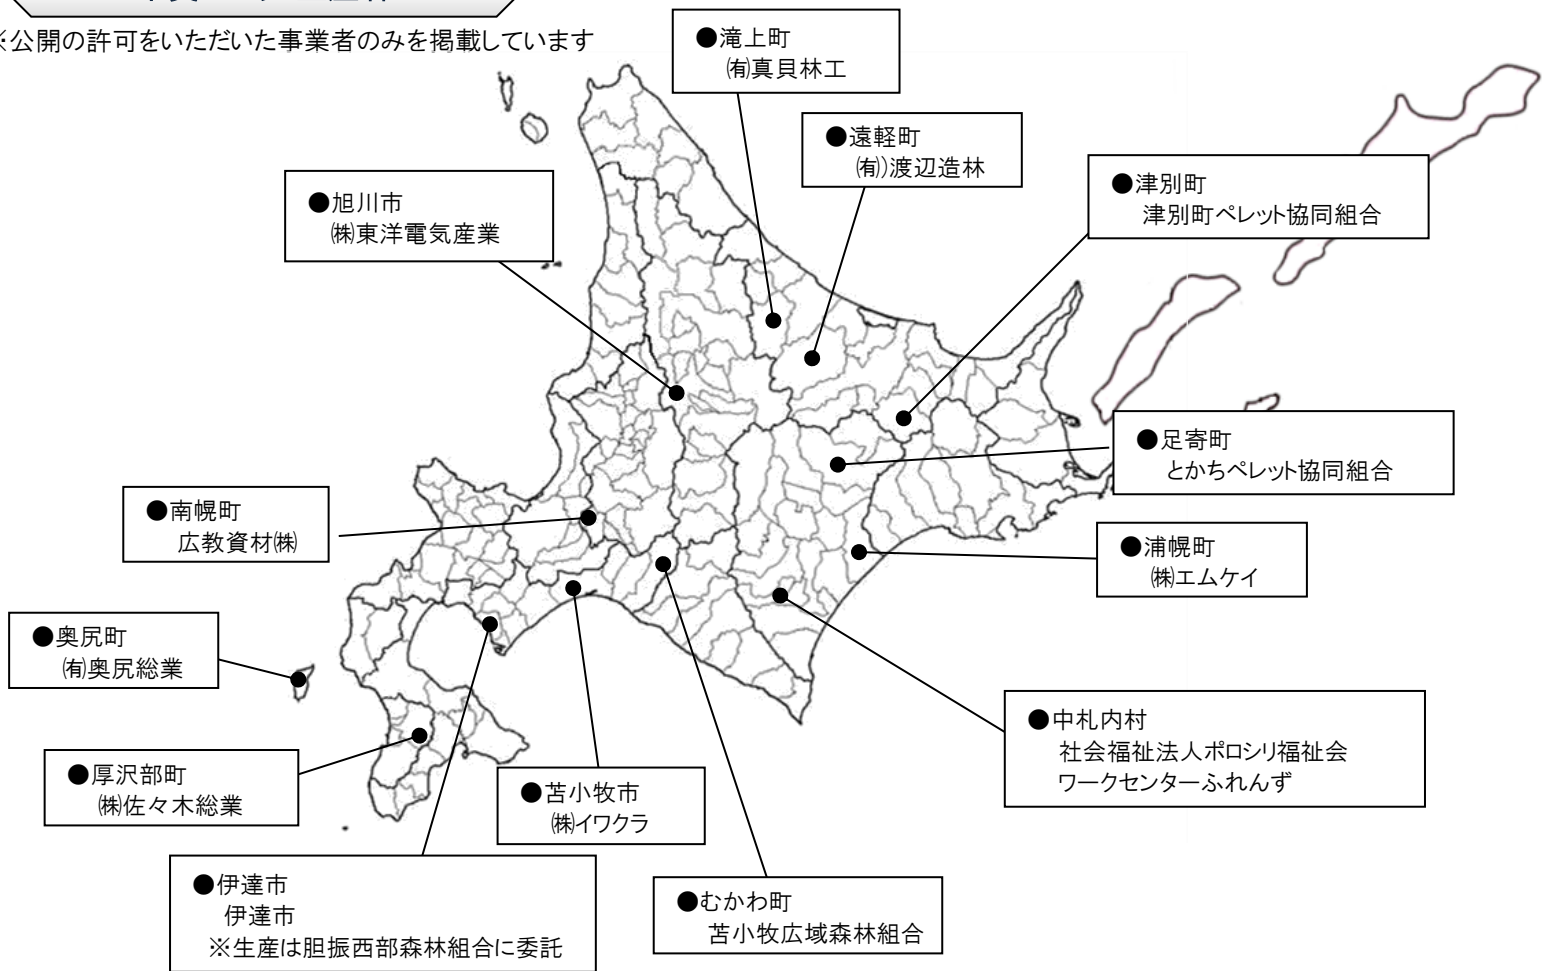 ※公開の許可をいただいた事業者のみを掲載しています
●滝上町
㈲真貝林工
●遠軽町
㈲)渡辺造林
●津別町
津別町ペレット協同組合
●旭川市
㈱東洋電気産業
●足寄町
とかちペレット協同組合
●南幌町
広教資材㈱
●浦幌町
㈱エムケイ
●奥尻町
㈲奥尻総業
●中札内村
社会福祉法人ポロシリ福祉会
ワークセンターふれんず
●厚沢部町
㈱佐々木総業
●苫小牧市
㈱イワクラ
●伊達市
伊達市
※生産は胆振西部森林組合に委託
●むかわ町
苫小牧広域森林組合